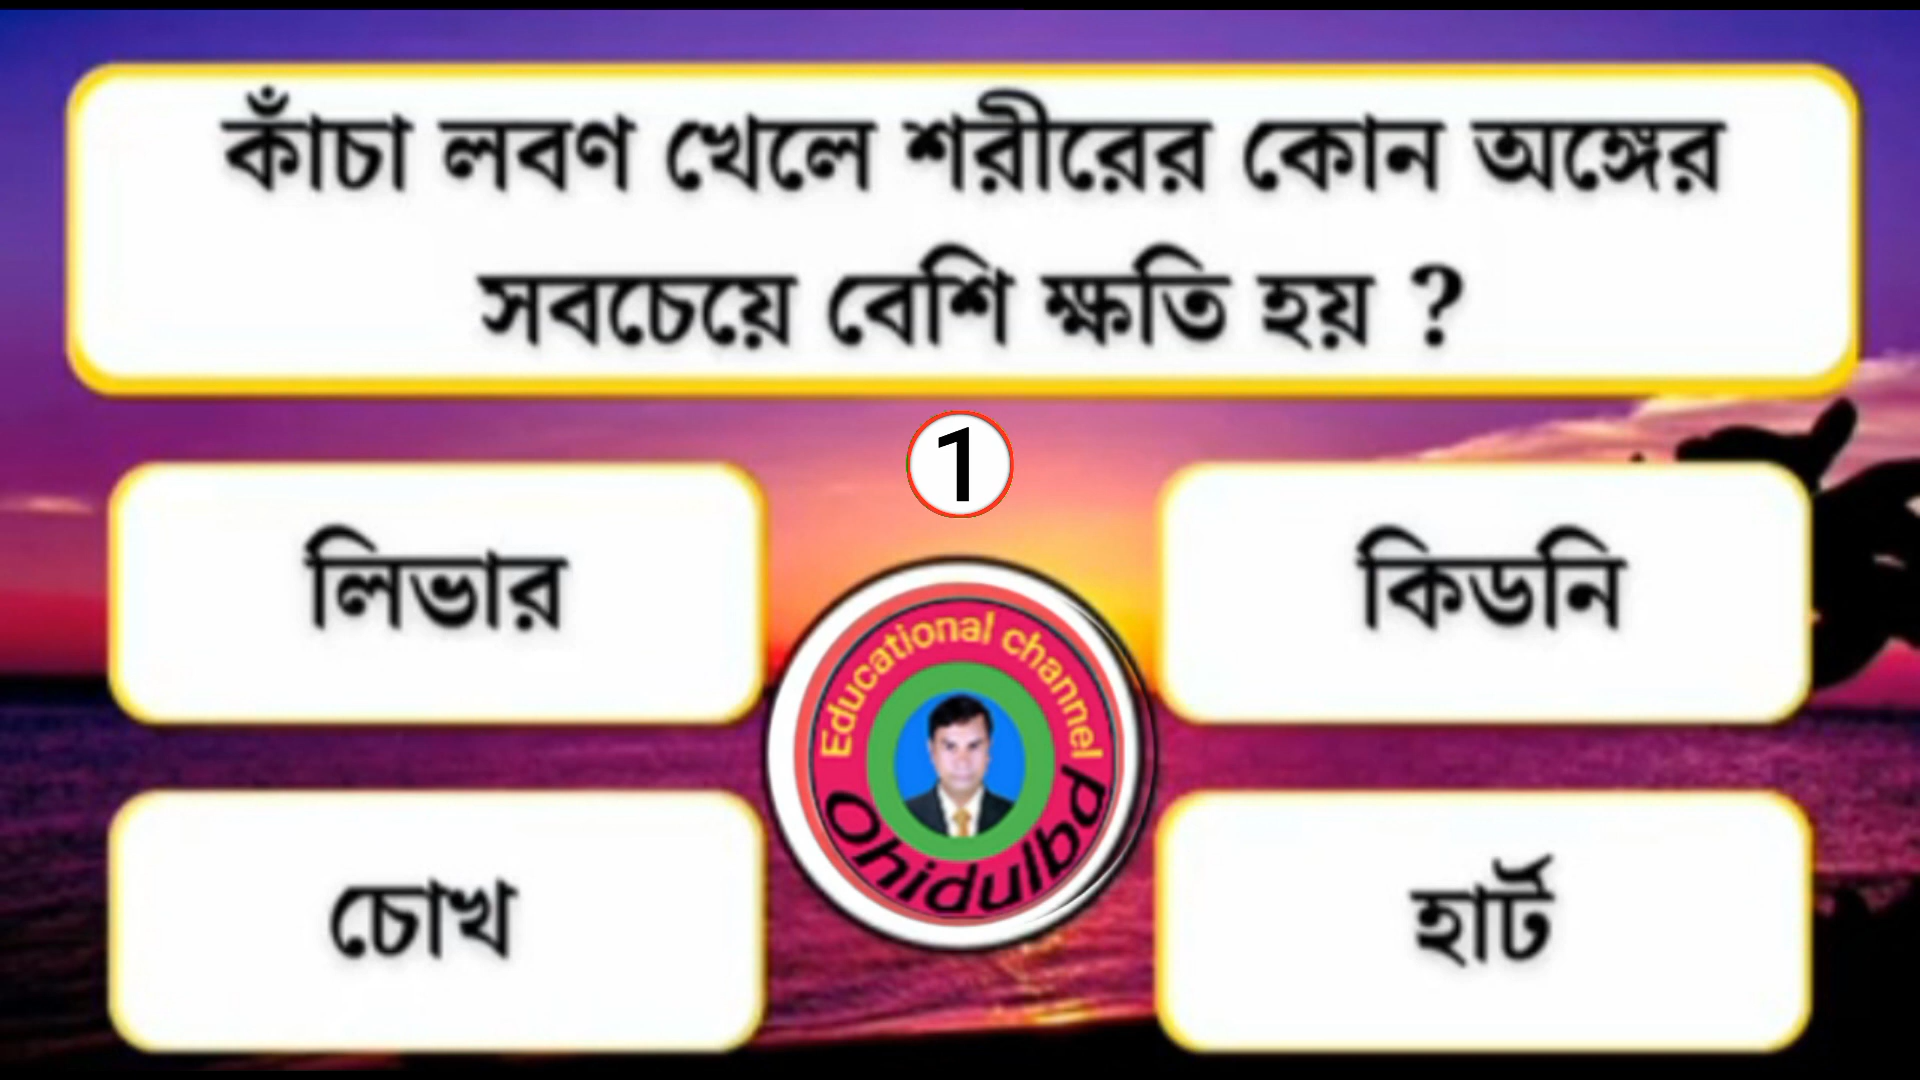 কাঁচা লবণ খেলে শরীরের কোন অঙ্গের
সবচেয়ে বেশি ক্ষতি হয় ?
1
লিভার
কিডনি
Educational channel
Ohidulbd
চোখ
হার্ট